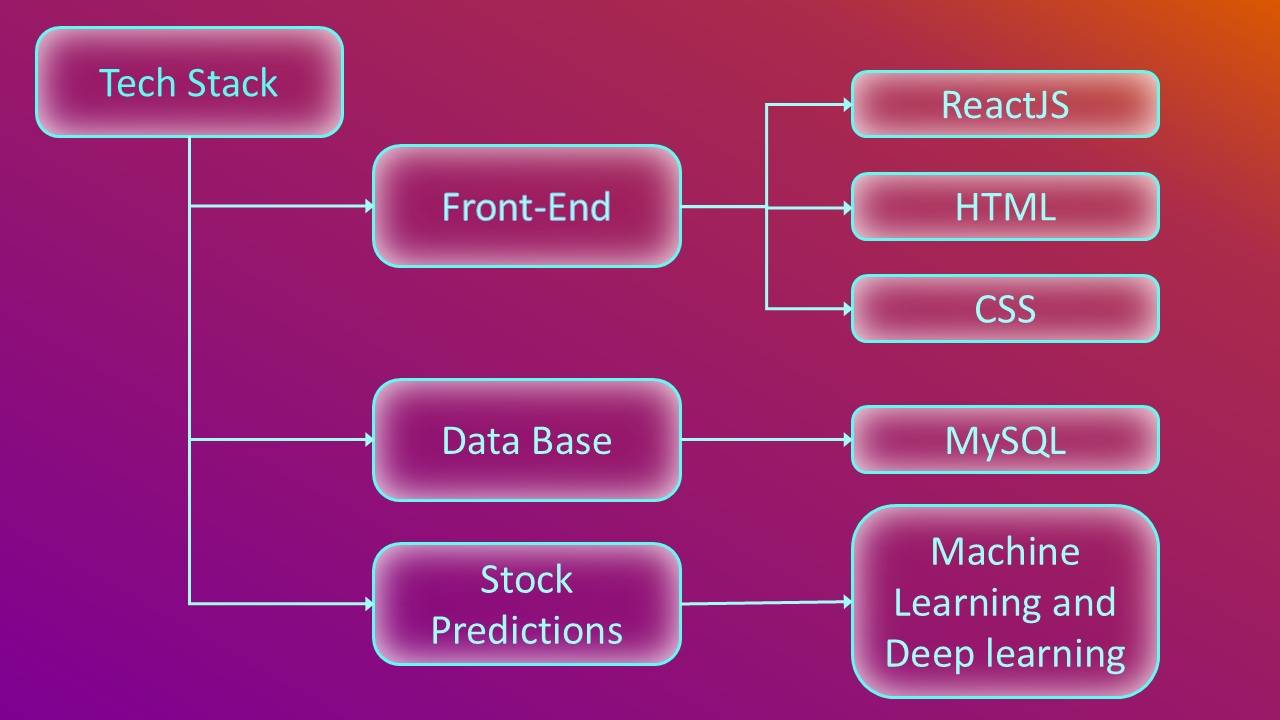 Tech Stack
Front-End
ReactJS
HTML
CSS
Data Base
MySQL
Stock
Predictions
Machine
Learning and
Deep learning